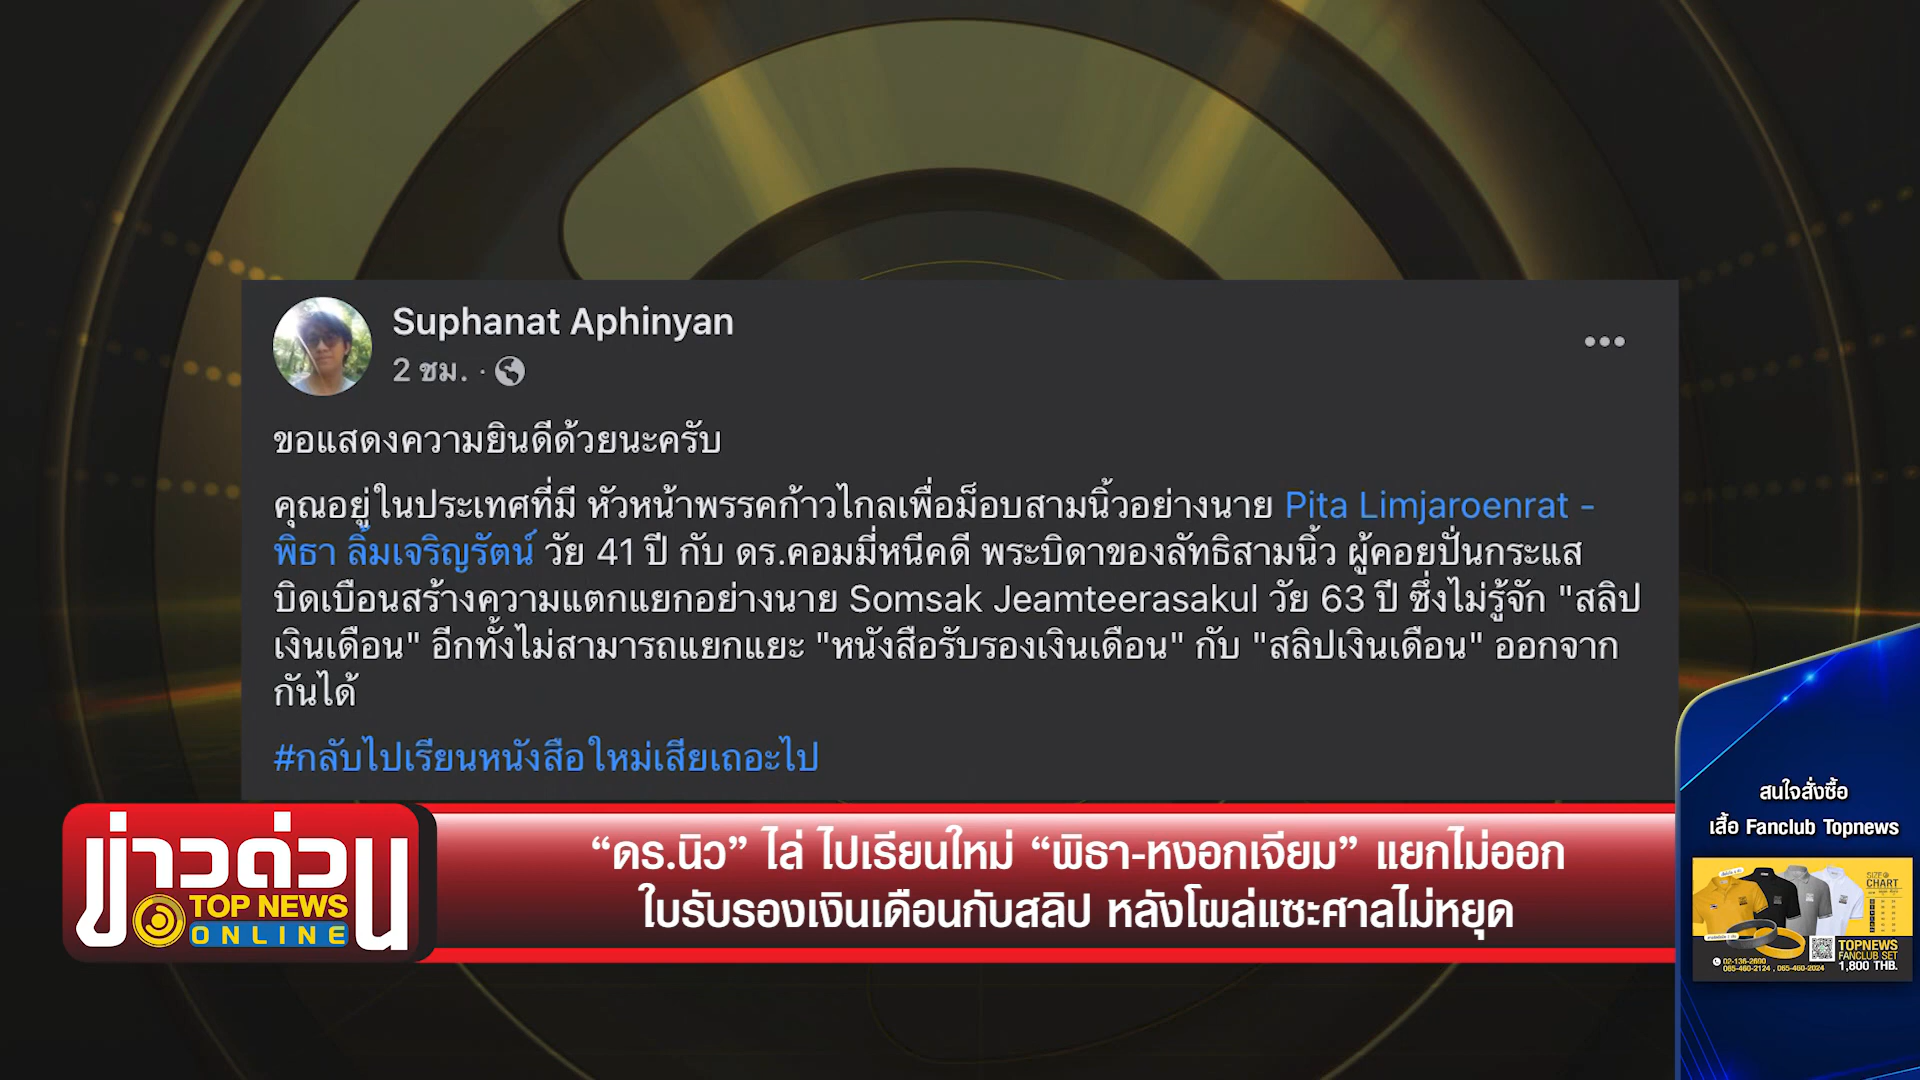 Suphanat Aphinyan
2 ชม. ·
ขอแสดงความยินดีด้วยนะครับ
คุณอยู่ในประเทศที่มี หัวหน้าพรรคก้าวไกลเพื่อม็อบสามนิ้วอย่างนาย Pita Limjaroenrat -
พิธา ลิ้มเจริญรัตน์ วัย 41 ปี กับ ดร.คอมมี่หนีคดี พระบิดาของลัทธิสามนิ้ว ผู้คอยปั่นกระแส
บิดเบือนสร้างความแตกแยกอย่างนาย Somsak Jeamteerasakul วัย 63 ปี ซึ่งไม่รู้จัก "สลิป
เงินเดือน" อีกทั้งไม่สามารถแยกแยะ "หนังสือรับรองเงินเดือน" กับ "สลิปเงินเดือน" ออกจาก
กันได้
#กลับไปเรียนหนังสือใหม่เสียเถอะไป
ข่าวด่วน
TOP NEWS
ONLINE
“ดร.นิว” ไล่ ไปเรียนใหม่ “พิธา-หงอกเจียม” แยกไม่ออก
ใบรับรองเงินเดือนกับสลิป หลังโผล่แซะศาลไม่หยุด
สนใจสั่งซื้อ
เสื้อ Fanclub Topnews
SIZE
CHART
TOPNEWS
FANCLUB SET
1,800 THB.
02-136-2690
065-460-2124 , 065-460-2024